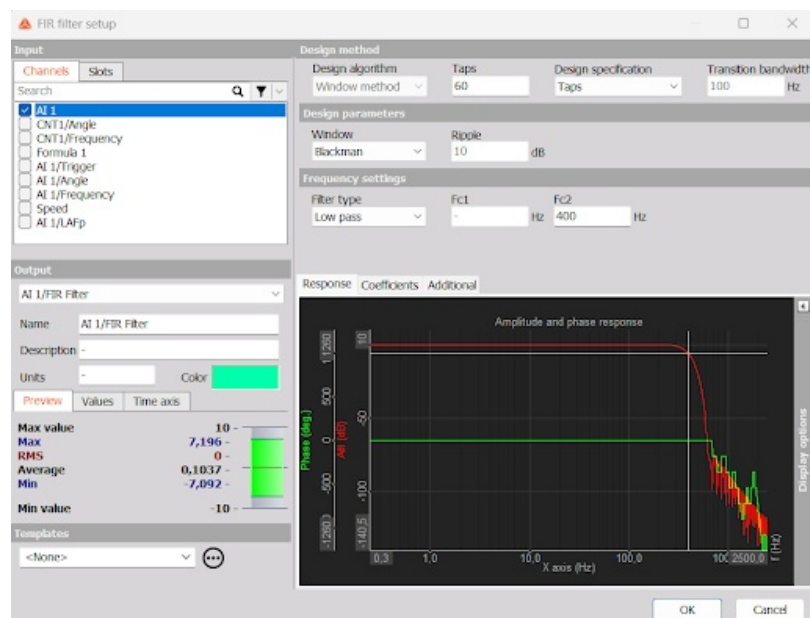 FIR filter setup
Input
Channels Slots
Search
AI 1
CNT1/Angle
CNT1/Frequency
Formula 1
AI 1/Trigger
AI 1/Angle
AI 1/Frequency
Speed
AI 1/LAFp
Output
AI 1/FIR Filter
Name AI 1/FIR Filter
Description -
Units - Color
Preview Values Time axis
Max value 10 -
Max 7,196 -
RMS 0 -
Average 0,1037 -
Min -7,092 -
Min value -10 -
Templates
<None>
Design method
Design algorithm Taps Design specification Transition bandwidth
Window method 60 Taps 100 Hz
Design parameters
Window Ripple
Blackman 10 dB
Frequency settings
Filter type Fc1 Fc2
Low pass - Hz 400 Hz
Response Coefficients Additional
Amplitude and phase response
Phase (deg.)
500
0
-500
10
-50
-100
-140,5
0,3 1,0 10,0 100,0 2500,0 f (Hz)
X axis (Hz)
Display options
OK Cancel